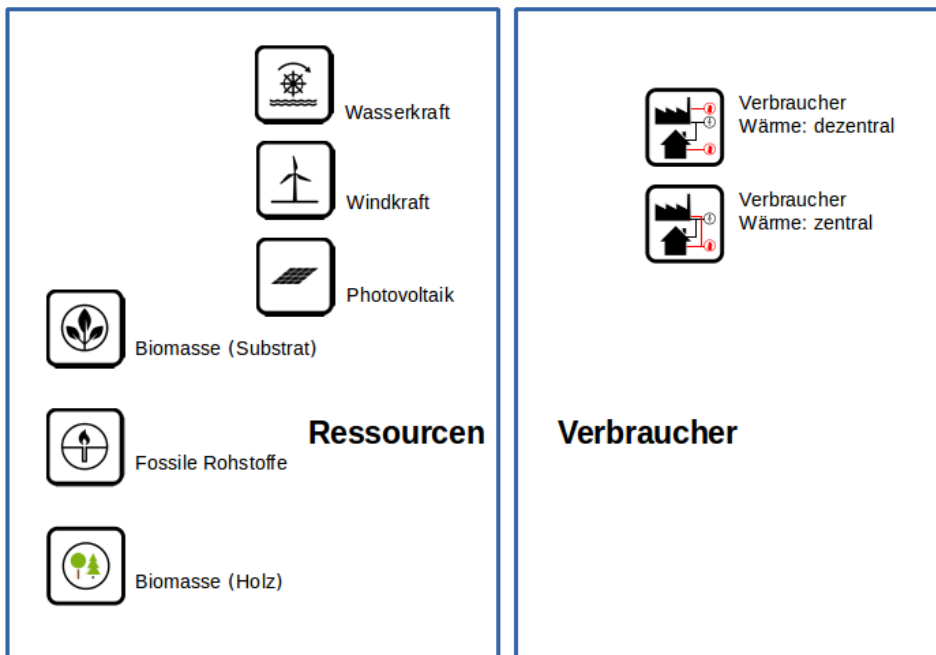 Wasserkraft
Windkraft
Photovoltaik
Biomasse (Substrat)
Ressourcen
Fossile Rohstoffe
Biomasse (Holz)
Verbraucher
Wärme: dezentral
Verbraucher
Wärme: zentral
Verbraucher